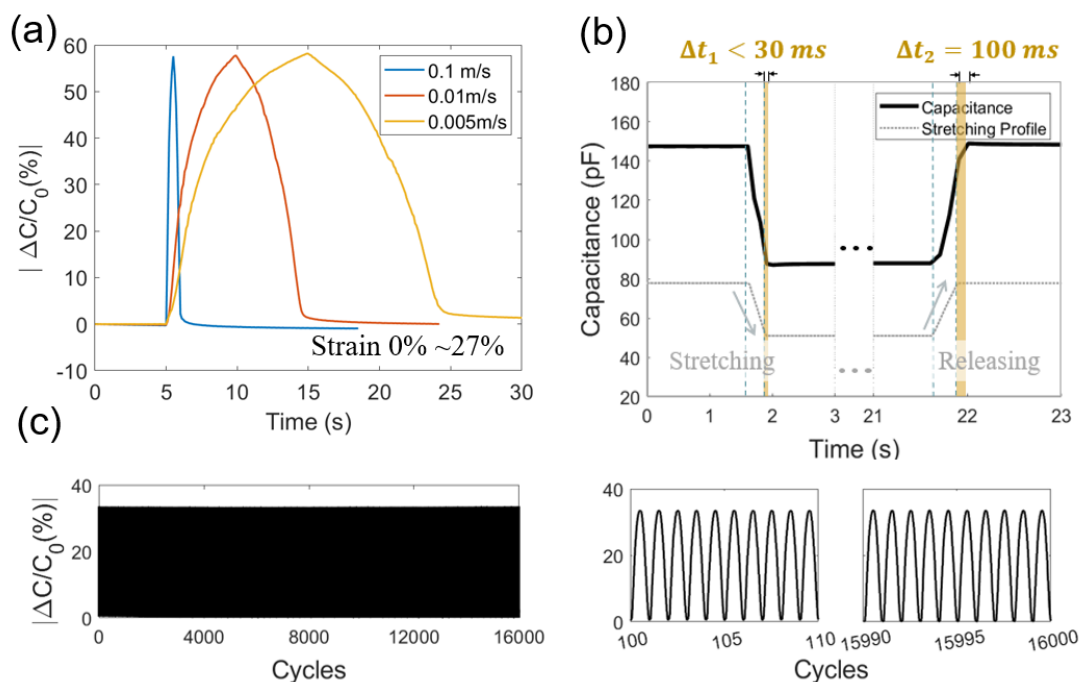 (a)
60
50
40
30
20
10
0
-10
| ΔC/C₀(%)|
0.1 m/s
0.01m/s
0.005m/s
Strain 0% ~27%
0 5 10 15 20 25 30
Time (s)
(b)
Δt₁ < 30 ms Δt₂ = 100 ms
180
160
140
120
100
80
60
40
20
Capacitance (pF)
Capacitance
Stretching Profile
Stretching Releasing
0 1 2 3 21 22 23
Time (s)
(c)
40
20
0
|ΔC/C₀(%)|
0 4000 8000 12000 16000
Cycles
40
20
0
100 105 110 15990 15995 16000
Cycles